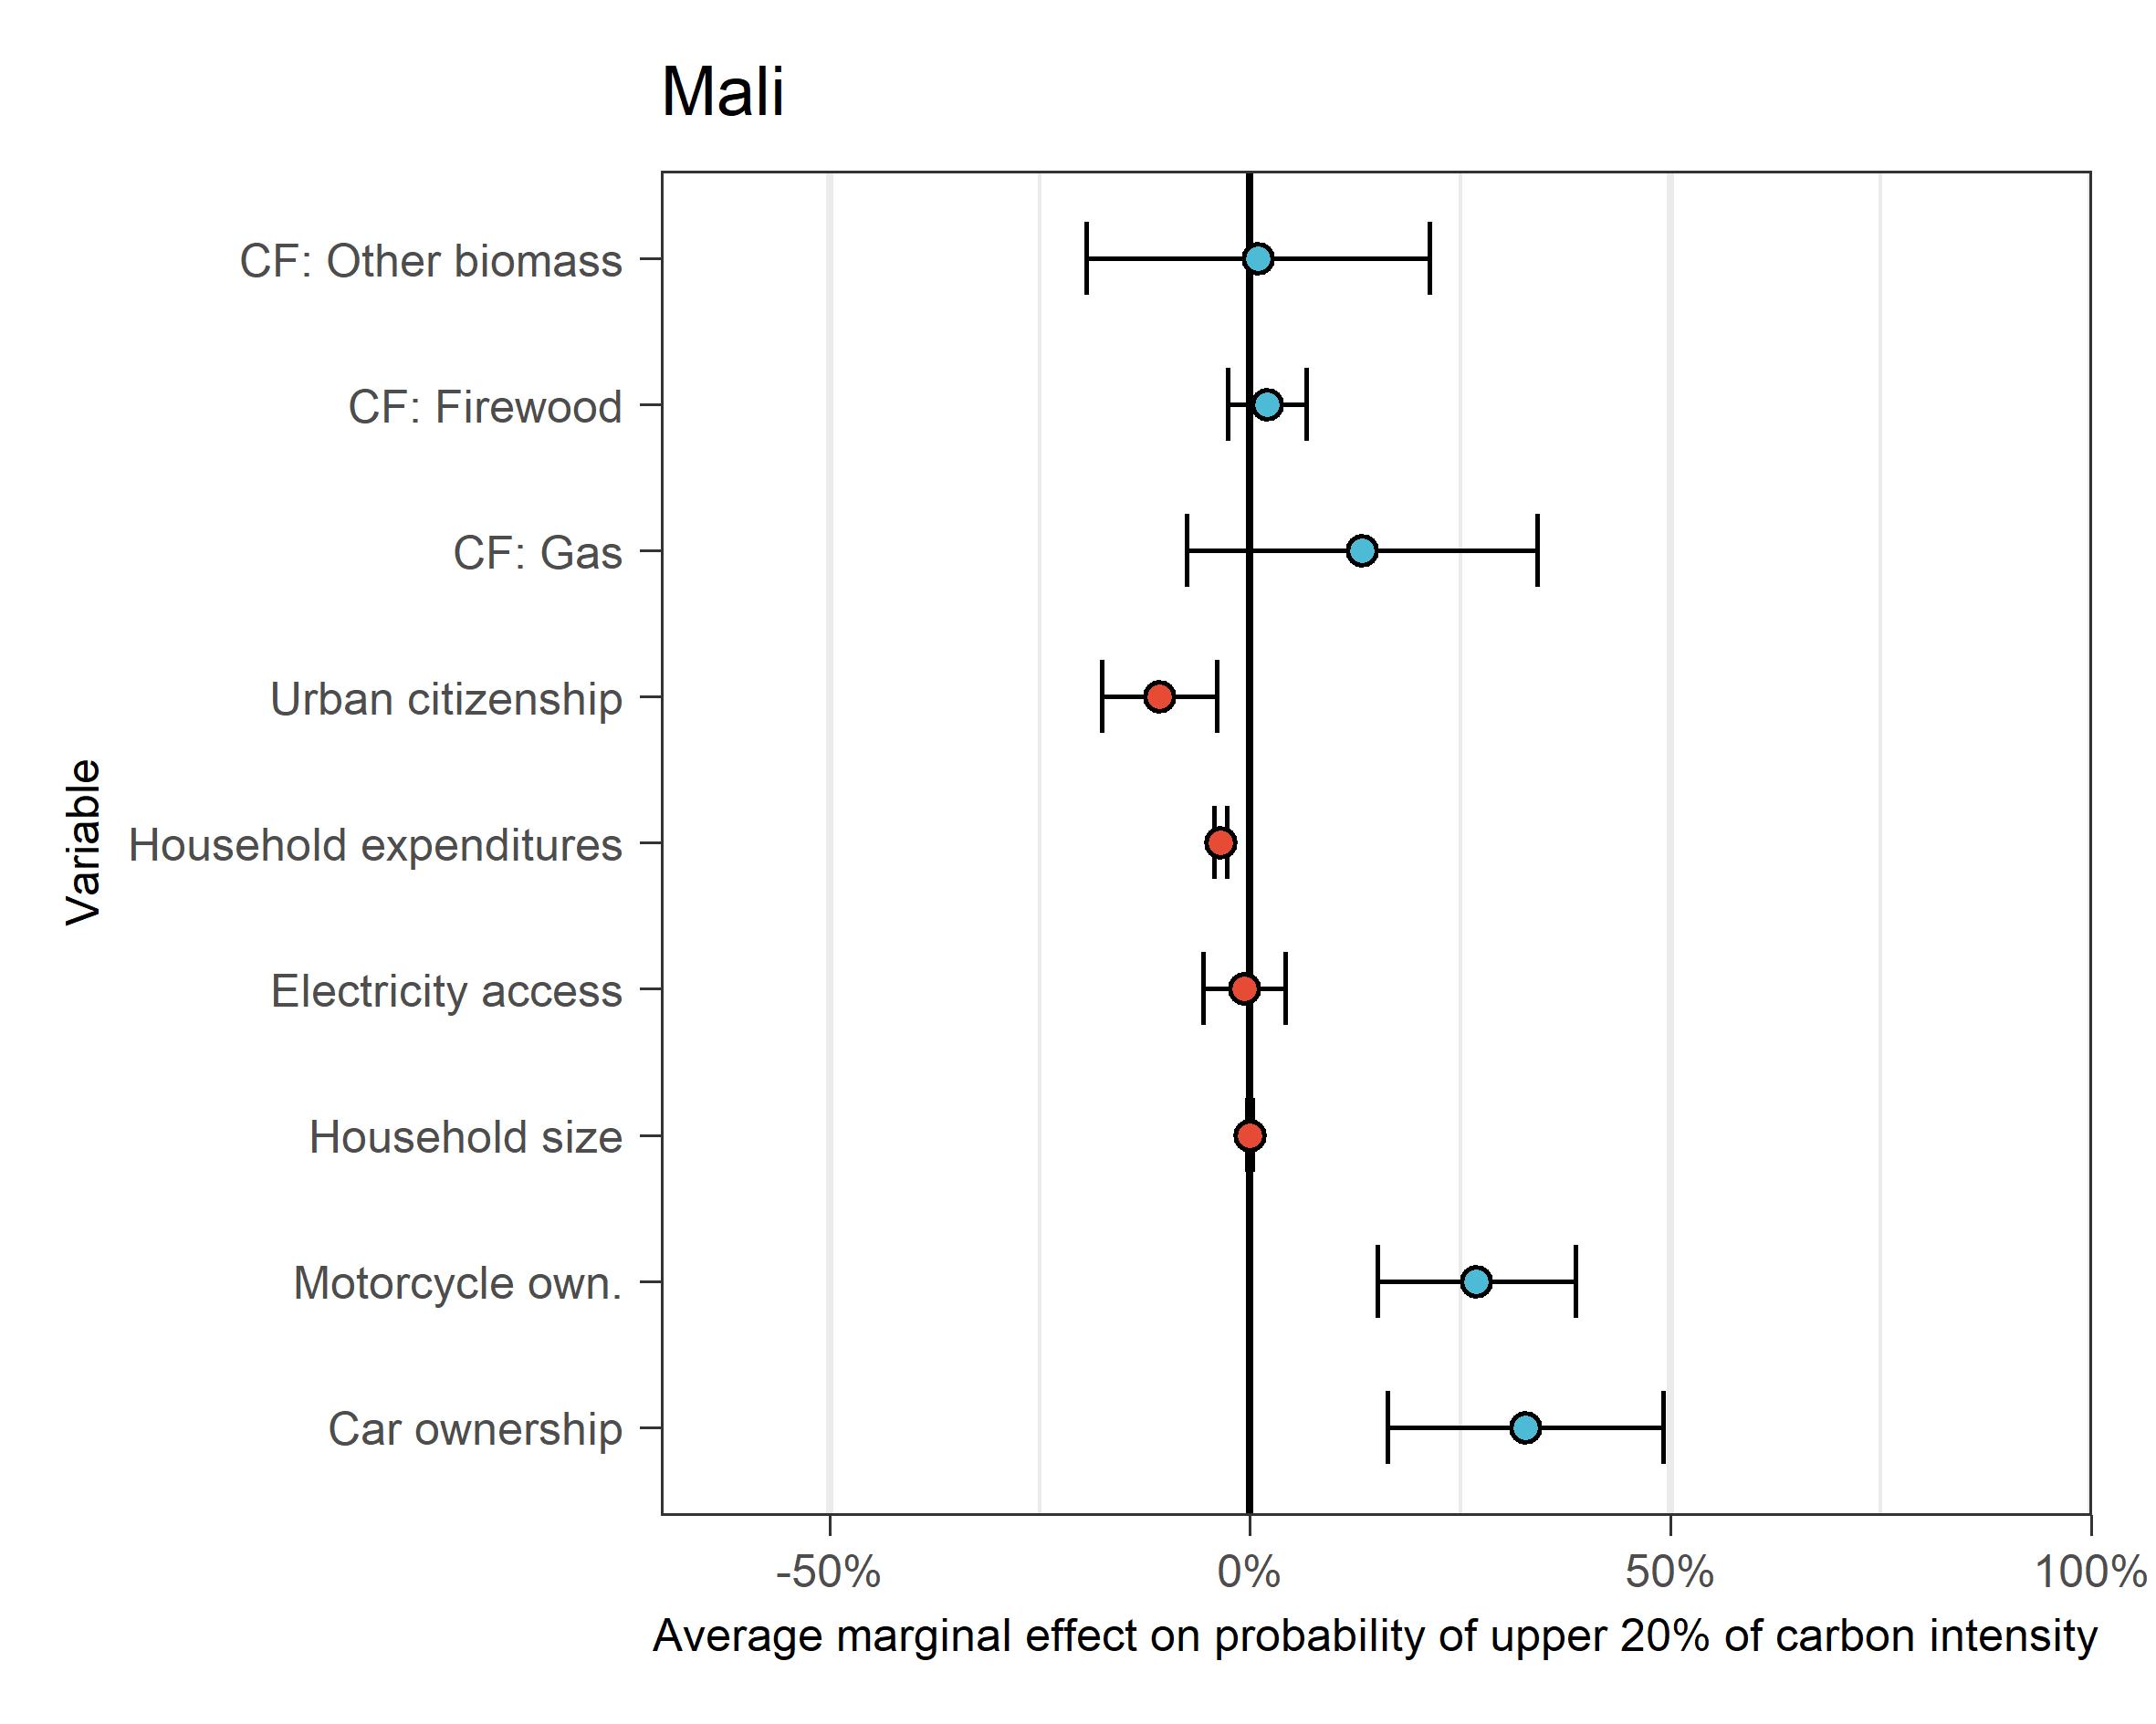 Mali
CF: Other biomass
CF: Firewood
CF: Gas
Urban citizenship
Household expenditures
Electricity access
Household size
Motorcycle own.
Car ownership
Variable
-50%
0%
50%
100%
Average marginal effect on probability of upper 20% of carbon intensity